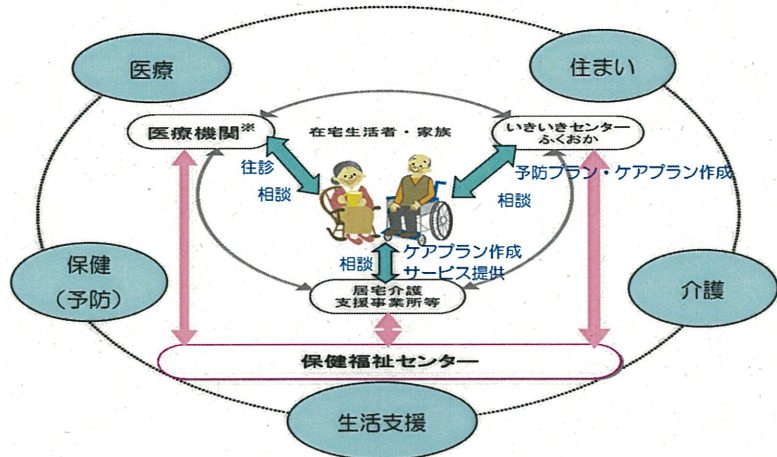 医療
住まい
医療機関※
在宅生活者・家族
いきいきセンター
ふくおか
往診
相談
予防プラン・ケアプラン作成
相談
相談
ケアプラン作成
サービス提供
保健
（予防）
介護
居宅介護
支援事業所等
保健福祉センター
生活支援